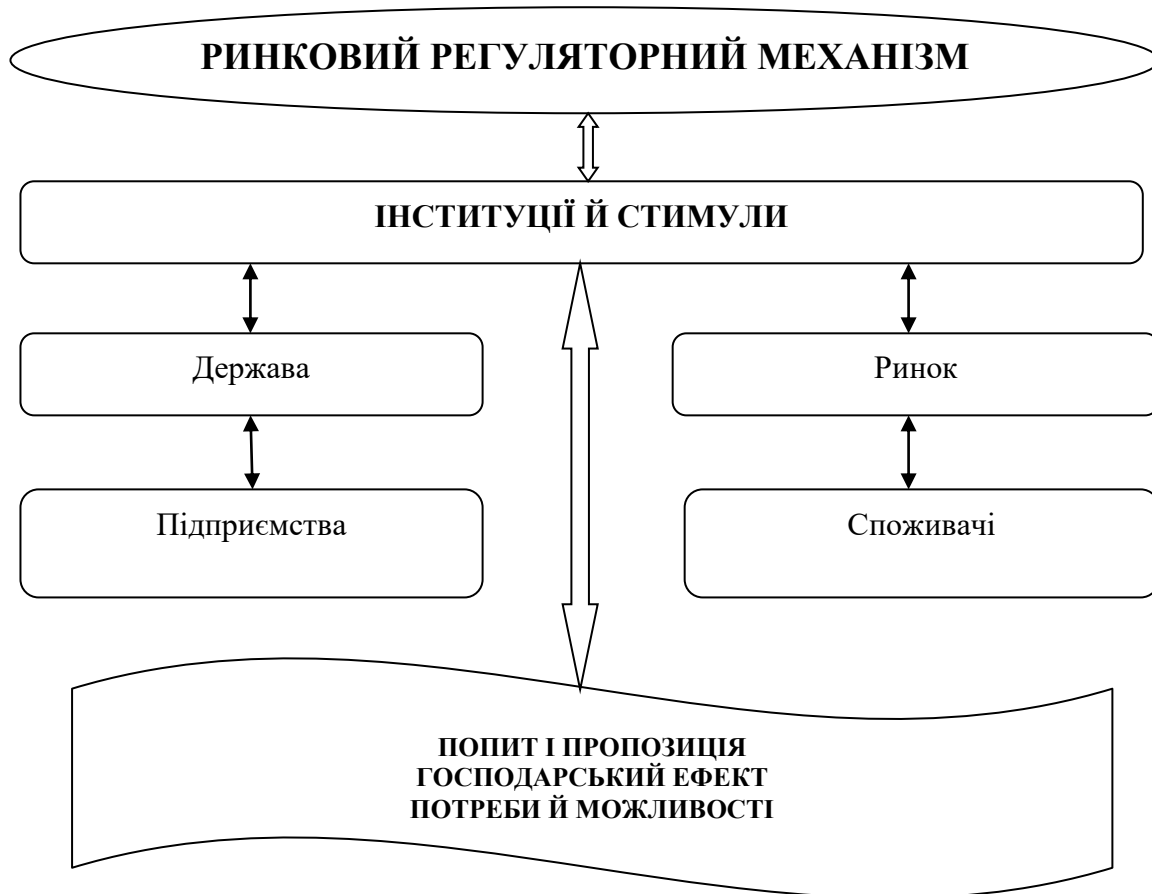 РИНКОВИЙ РЕГУЛЯТОРНИЙ МЕХАНІЗМ
ІНСТИТУЦІЇ Й СТИМУЛИ
Держава
Ринок
Підприємства
Споживачі
ПОПИТ І ПРОПОЗИЦІЯ
ГОСПОДАРСЬКИЙ ЕФЕКТ
ПОТРЕБИ Й МОЖЛИВОСТІ